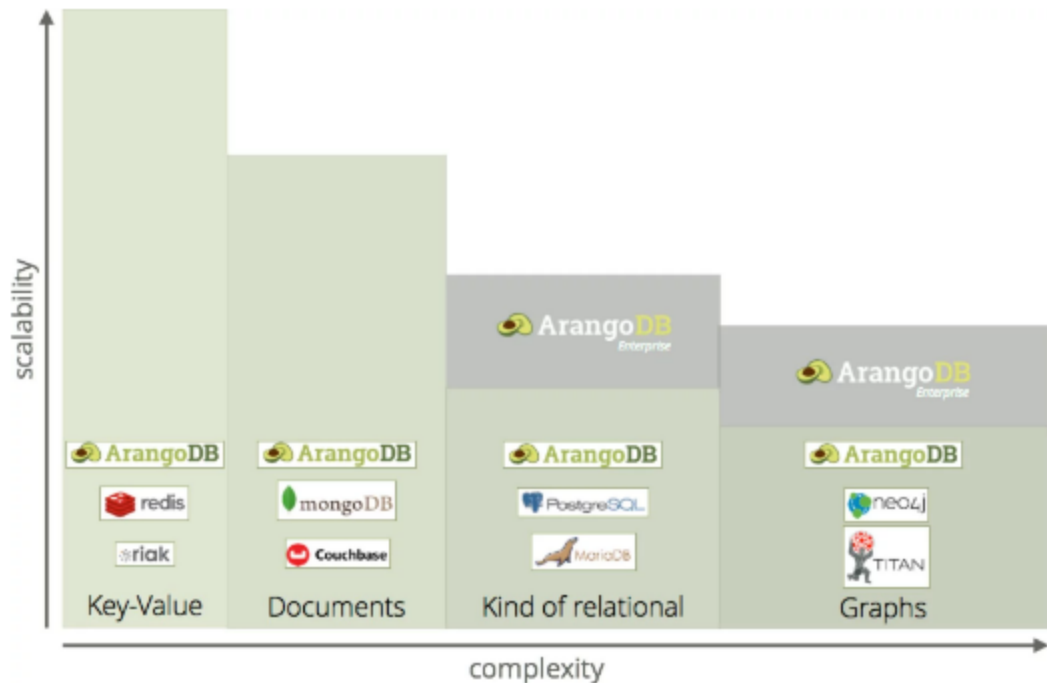 scalability
ArangoDB
Enterprise
ArangoDB
Enterprise
ArangoDB
ArangoDB
ArangoDB
ArangoDB
redis
mongoDB
PostgreSQL
neo4j
riak
Couchbase
MariaDB
TITAN
Key-Value
Documents
Kind of relational
Graphs
complexity